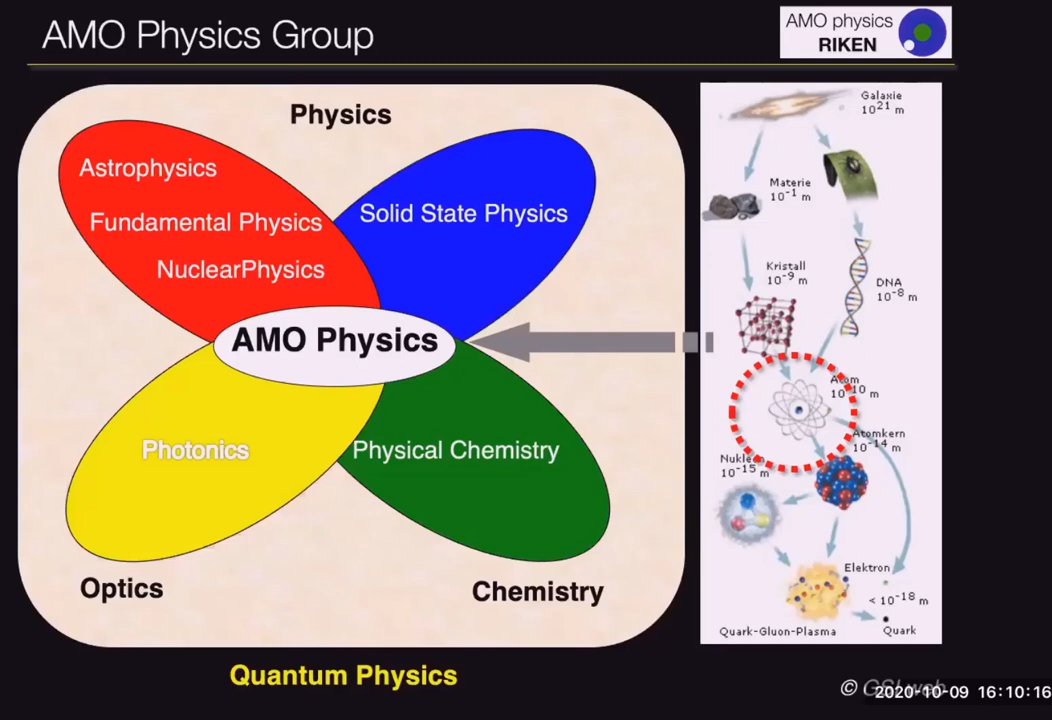 AMO Physics Group
AMO physics
RIKEN
Physics
Astrophysics
Fundamental Physics
NuclearPhysics
Solid State Physics
AMO Physics
Photonics
Physical Chemistry
Optics
Chemistry
Quantum Physics
Galaxie
10²¹ m
Materie
10⁻¹ m
Kristall
10⁻⁹ m
DNA
10⁻⁸ m
Atom
10⁻¹⁰ m
Atomkern
10⁻¹⁴ m
10⁻¹⁵ m
Elektron
< 10⁻¹⁸ m
Quark-Gluon-Plasma
Quark
© GSI web
2020-10-09 16:10:16